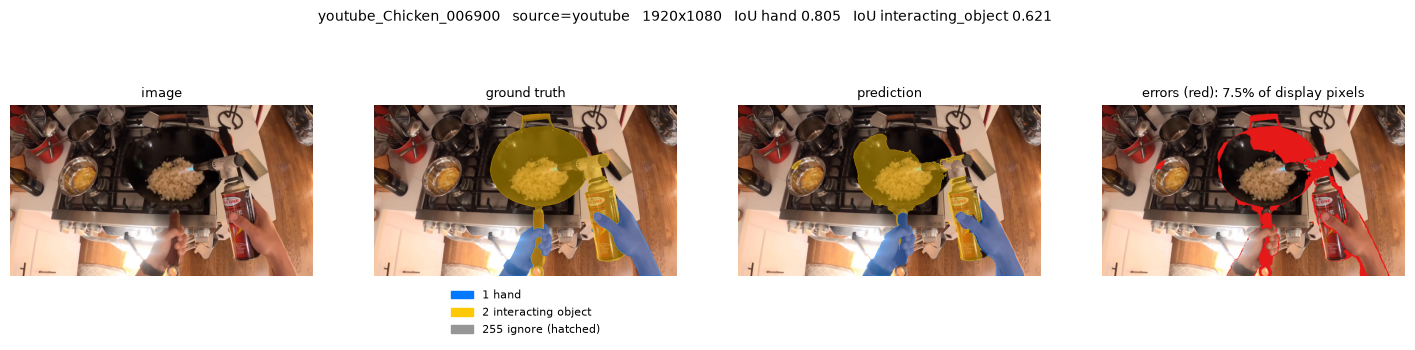 youtube_Chicken_006900   source=youtube   1920x1080   IoU hand 0.805   IoU interacting_object 0.621
image
ground truth
prediction
errors (red): 7.5% of display pixels
1 hand
2 interacting object
255 ignore (hatched)